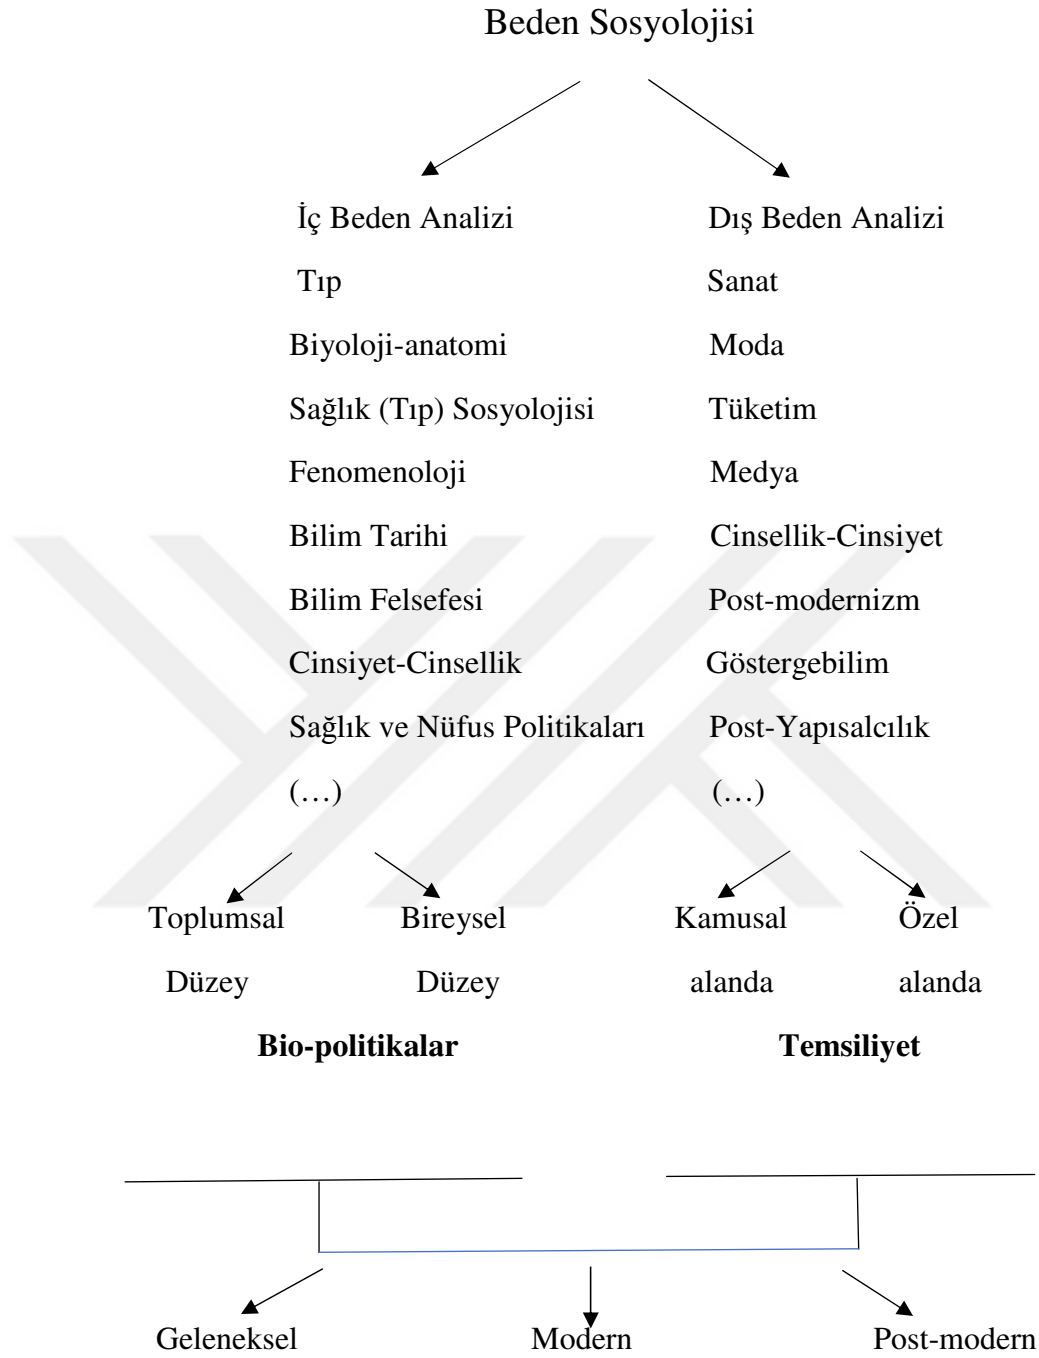 Beden Sosyolojisi
İç Beden Analizi
Tıp
Biyoloji-anatomi
Sağlık (Tıp) Sosyolojisi
Fenomenoloji
Bilim Tarihi
Bilim Felsefesi
Cinsiyet-Cinsellik
Sağlık ve Nüfus Politikaları
(…)
Dış Beden Analizi
Sanat
Moda
Tüketim
Medya
Cinsellik-Cinsiyet
Post-modernizm
Göstergebilim
Post-Yapısalcılık
(…)
Toplumsal
Düzey
Bireysel
Düzey
Kamusal
alanda
Özel
alanda
Bio-politikalar
Temsiliyet
Geleneksel
Modern
Post-modern